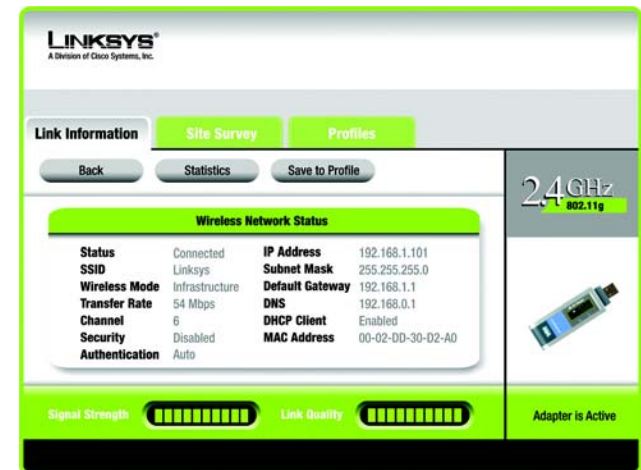 LINKSYS®
A Division of Cisco Systems, Inc.
Link Information
Site Survey
Profiles
Back
Statistics
Save to Profile
2.4GHz
802.11g
Wireless Network Status
Status Connected IP Address 192.168.1.101
SSID Linksys Subnet Mask 255.255.255.0
Wireless Mode Infrastructure Default Gateway 192.168.1.1
Transfer Rate 54 Mbps DNS 192.168.0.1
Channel 6 DHCP Client Enabled
Security Disabled MAC Address 00-02-DD-30-D2-A0
Authentication Auto
Signal Strength
Link Quality
Adapter is Active